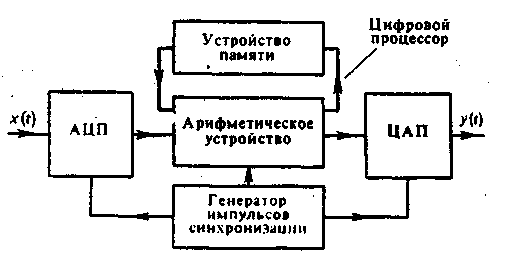 Устройство
памяти
Цифровой
процессор
x(t)
АЦП
Арифметическое
устройство
ЦАП
y(t)
Генератор
импульсов
синхронизации